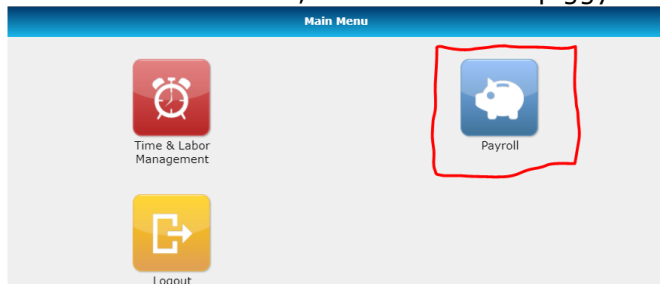 Main Menu
Time & Labor
Management
Payroll
Logout